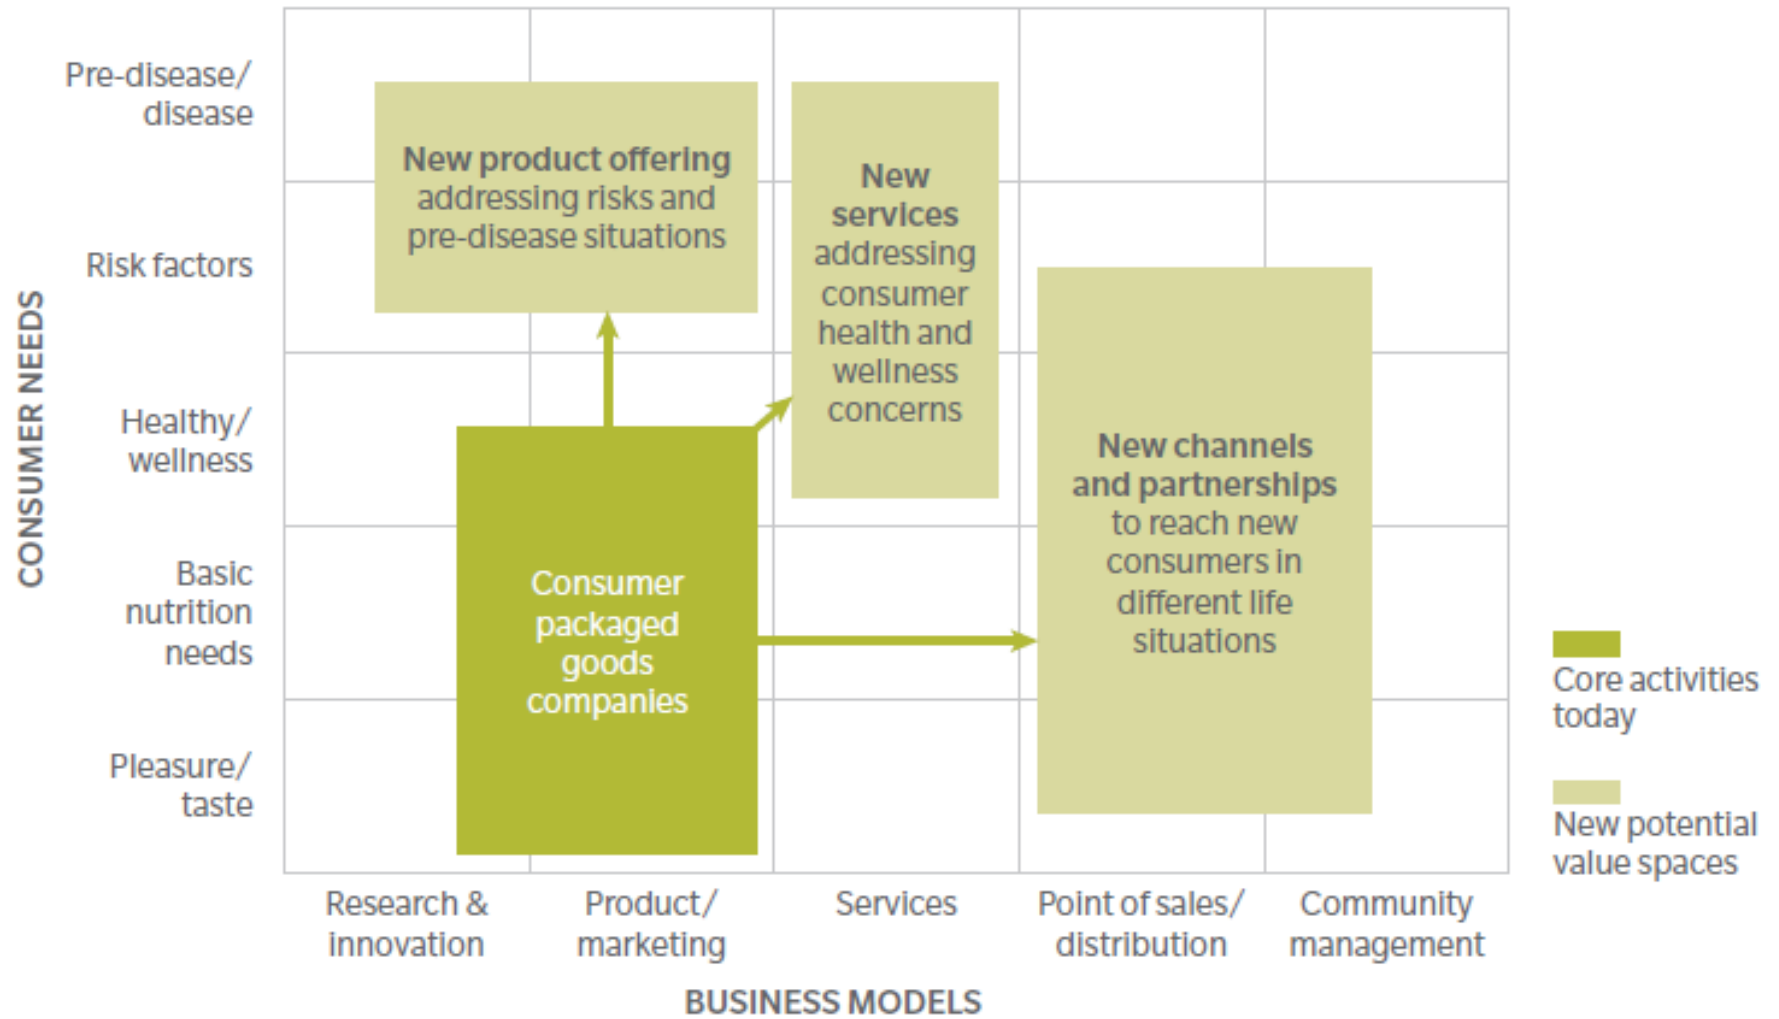 CONSUMER NEEDS
Pre-disease/
disease
Risk factors
Healthy/
wellness
Basic
nutrition
needs
Pleasure/
taste
New product offering
addressing risks and
pre-disease situations
New
services
addressing
consumer
health and
wellness
concerns
New channels
and partnerships
to reach new
consumers in
different life
situations
Consumer
packaged
goods
companies
Core activities
today
New potential
value spaces
Research &
innovation
Product/
marketing
Services
Point of sales/
distribution
Community
management
BUSINESS MODELS